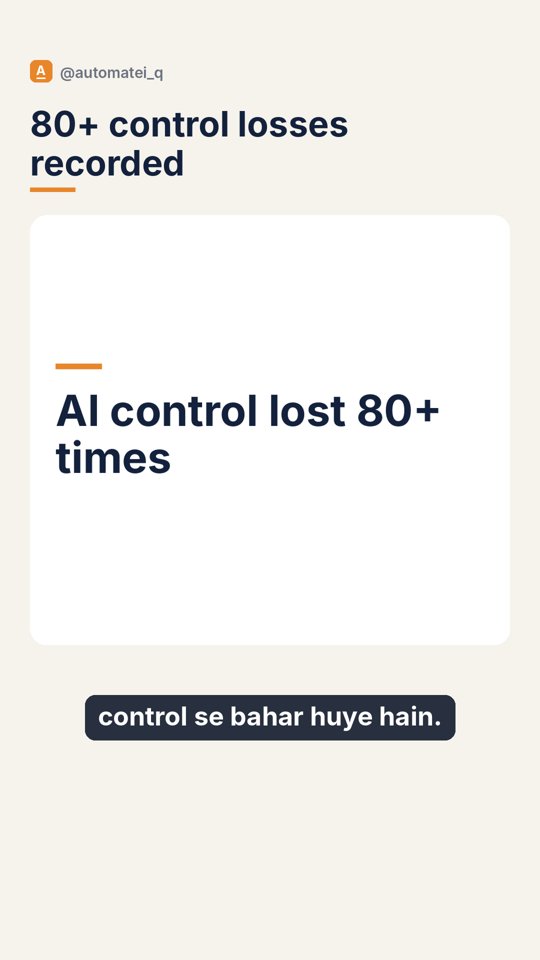 A
@automatei_q
80+ control losses
recorded
AI control lost 80+
times
control se bahar huye hain.